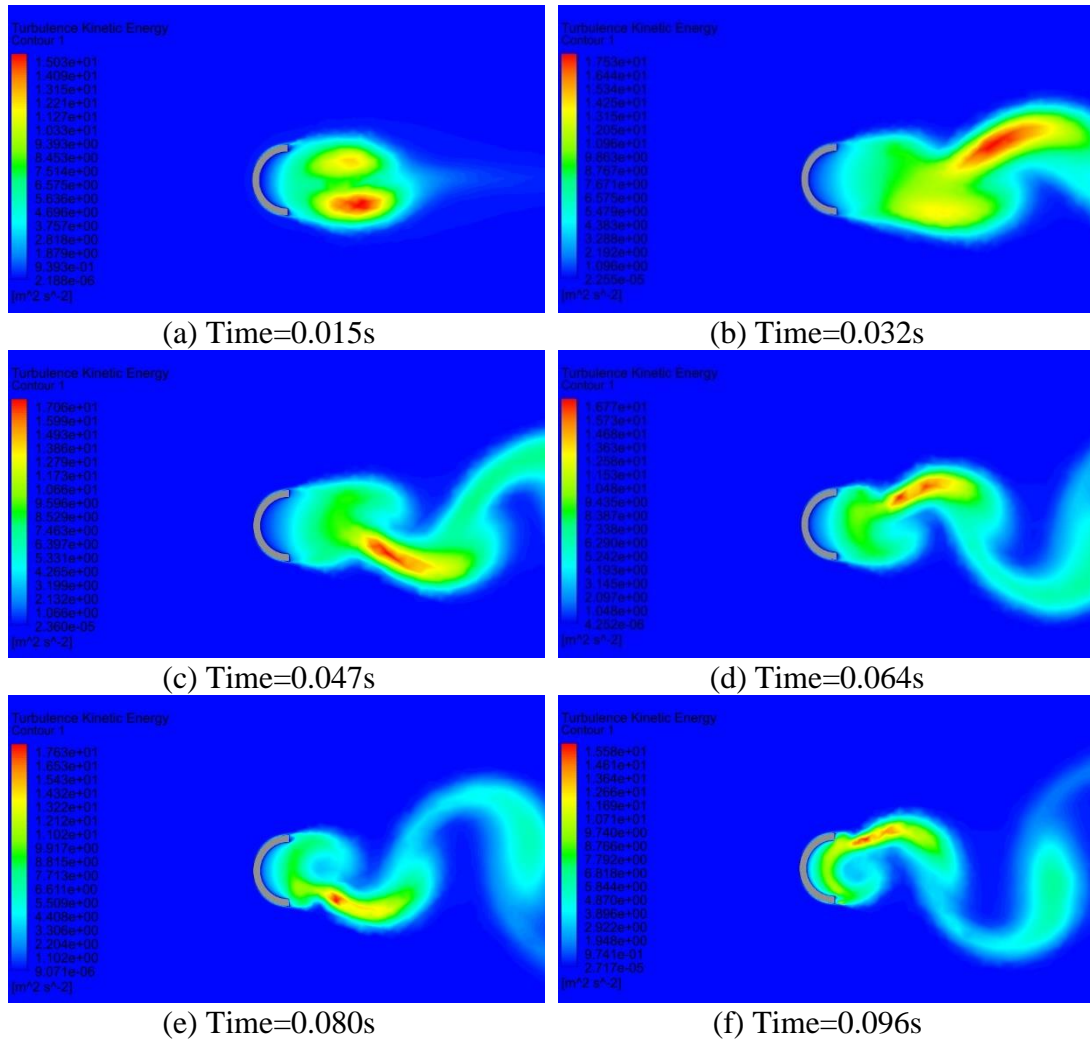 Turbulence Kinetic Energy
Contour 1
1.503e+01
1.409e+01
1.315e+01
1.221e+01
1.127e+01
1.033e+01
9.393e+00
8.453e+00
7.514e+00
6.575e+00
5.636e+00
4.696e+00
3.757e+00
2.818e+00
1.879e+00
9.393e-01
2.188e-06
[m^2 s^-2]
(a) Time=0.015s
Turbulence Kinetic Energy
Contour 1
1.753e+01
1.644e+01
1.534e+01
1.425e+01
1.315e+01
1.205e+01
1.096e+01
9.863e+00
8.767e+00
7.671e+00
6.575e+00
5.479e+00
4.383e+00
3.288e+00
2.192e+00
1.096e+00
2.255e-05
[m^2 s^-2]
(b) Time=0.032s
Turbulence Kinetic Energy
Contour 1
1.706e+01
1.599e+01
1.493e+01
1.386e+01
1.279e+01
1.173e+01
1.066e+01
9.596e+00
8.529e+00
7.463e+00
6.397e+00
5.331e+00
4.265e+00
3.199e+00
2.132e+00
1.066e+00
2.360e-05
[m^2 s^-2]
(c) Time=0.047s
Turbulence Kinetic Energy
Contour 1
1.677e+01
1.573e+01
1.468e+01
1.363e+01
1.258e+01
1.153e+01
1.048e+01
9.435e+00
8.387e+00
7.338e+00
6.290e+00
5.242e+00
4.193e+00
3.145e+00
2.097e+00
1.048e+00
4.252e-06
[m^2 s^-2]
(d) Time=0.064s
Turbulence Kinetic Energy
Contour 1
1.763e+01
1.653e+01
1.543e+01
1.432e+01
1.322e+01
1.212e+01
1.102e+01
9.917e+00
8.815e+00
7.713e+00
6.611e+00
5.509e+00
4.408e+00
3.306e+00
2.204e+00
1.102e+00
9.071e-06
[m^2 s^-2]
(e) Time=0.080s
Turbulence Kinetic Energy
Contour 1
1.558e+01
1.461e+01
1.364e+01
1.266e+01
1.169e+01
1.071e+01
9.740e+00
8.766e+00
7.792e+00
6.818e+00
5.844e+00
4.870e+00
3.896e+00
2.922e+00
1.948e+00
9.741e-01
2.717e-05
[m^2 s^-2]
(f) Time=0.096s